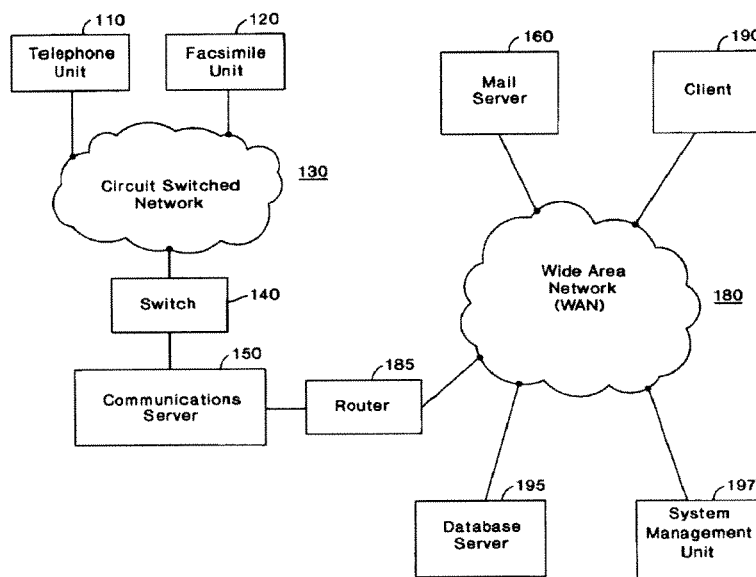 110
Telephone
Unit
120
Facsimile
Unit
130
Circuit Switched
Network
Switch
140
150
Communications
Server
185
Router
160
Mail
Server
190
Client
Wide Area
Network
(WAN)
180
195
Database
Server
197
System
Management
Unit